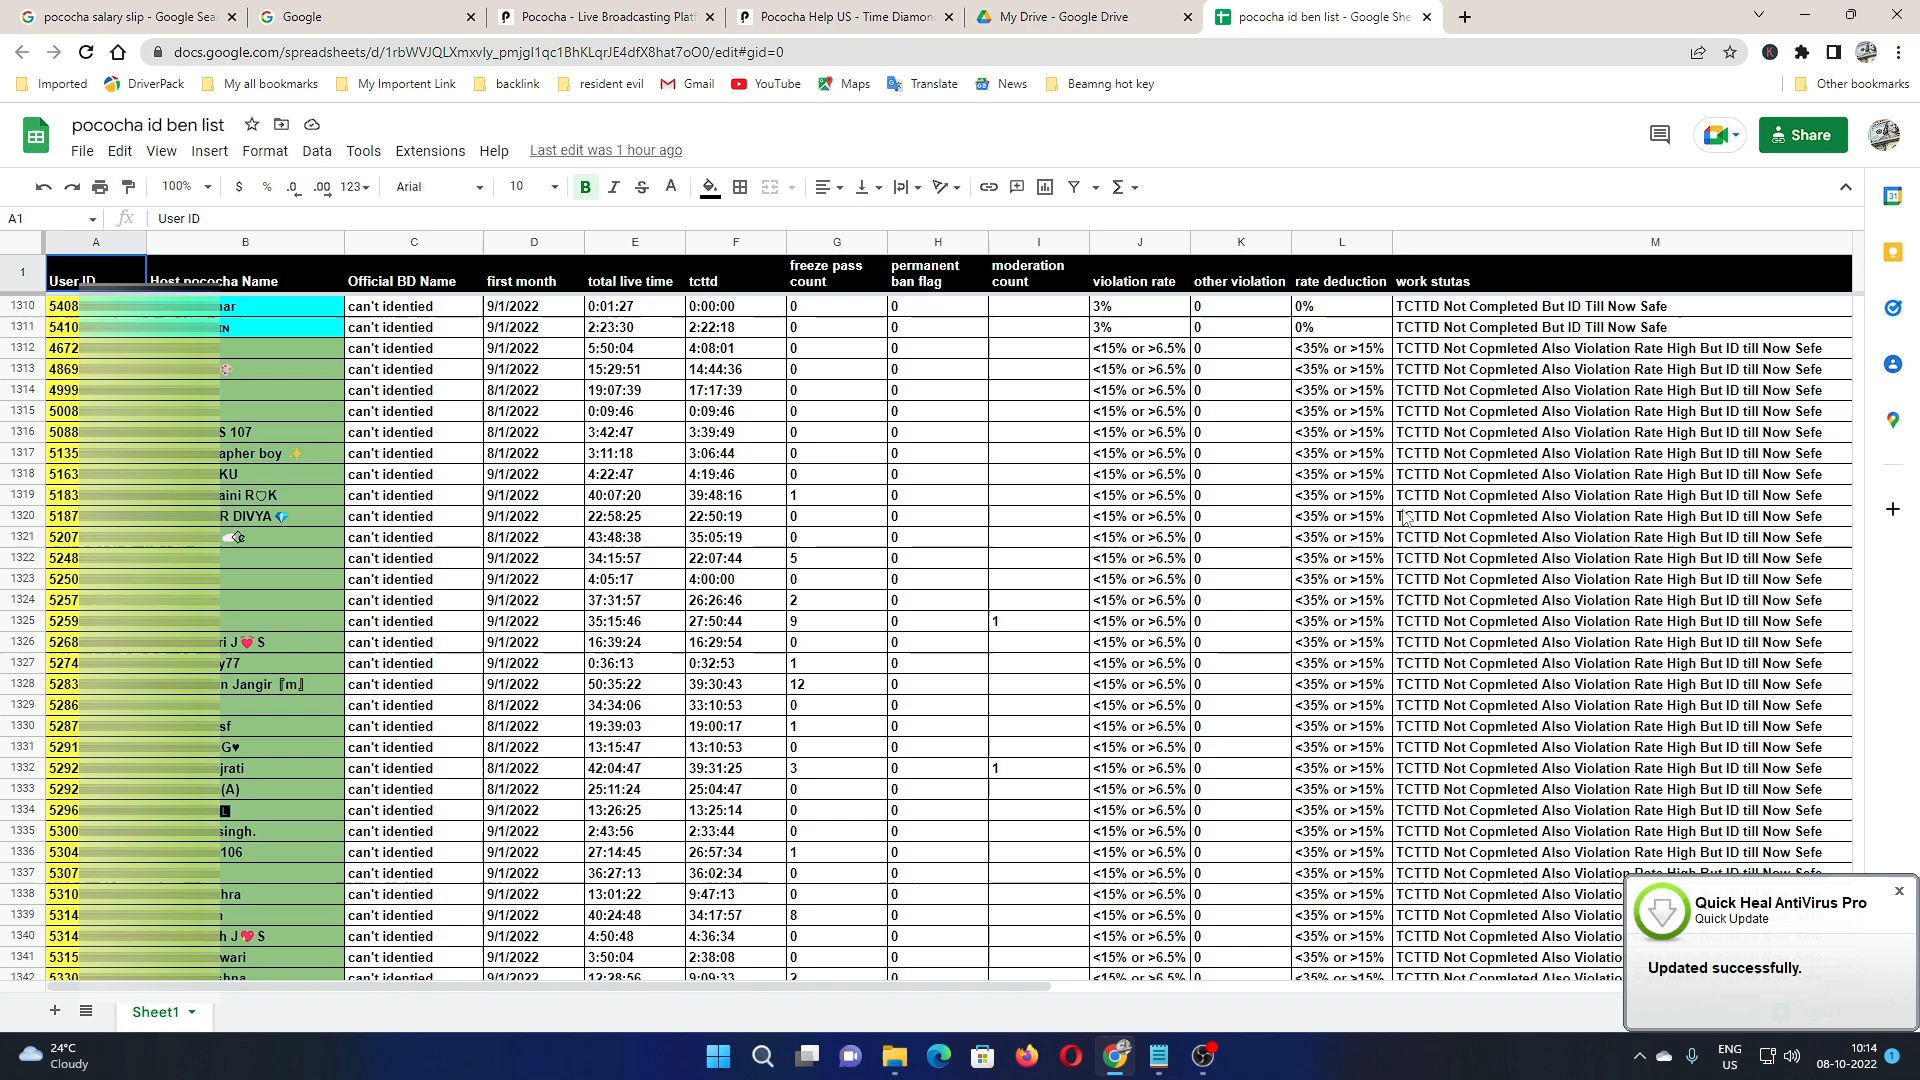 pococha salary slip - Google Sea
Google
Pococha - Live Broadcasting Platf
Pococha Help US - Time Diamon
My Drive - Google Drive
pococha id ben list - Google She
docs.google.com/spreadsheets/d/1rbWVJQLXmxvIy_pmjgI1qc1BhKLqrJE4dfX8hat7oO0/edit#gid=0
Imported DriverPack My all bookmarks My Importent Link backlink resident evil Gmail YouTube Maps Translate News Beamng hot key Other bookmarks
pococha id ben list
File Edit View Insert Format Data Tools Extensions Help Last edit was 1 hour ago
Share
100% $ % .0 .00 123 Arial 10 B I S A
A1 fx User ID
A B C D E F G H I J K L M
1 User ID Host pococha Name Official BD Name first month total live time tcttd freeze pass count permanent ban flag moderation count violation rate other violation rate deduction work stutas
1310 5408 nar can't identied 9/1/2022 0:01:27 0:00:00 0 0 3% 0 0% TCTTD Not Completed But ID Till Now Safe
1311 5410 IN can't identied 9/1/2022 2:23:30 2:22:18 0 0 3% 0 0% TCTTD Not Completed But ID Till Now Safe
1312 4672 can't identied 9/1/2022 5:50:04 4:08:01 0 0 <15% or >6.5% 0 <35% or >15% TCTTD Not Copmleted Also Violation Rate High But ID till Now Sefe
1313 4869 can't identied 9/1/2022 15:29:51 14:44:36 0 0 <15% or >6.5% 0 <35% or >15% TCTTD Not Copmleted Also Violation Rate High But ID till Now Sefe
1314 4999 can't identied 8/1/2022 19:07:39 17:17:39 0 0 <15% or >6.5% 0 <35% or >15% TCTTD Not Copmleted Also Violation Rate High But ID till Now Sefe
1315 5008 can't identied 8/1/2022 0:09:46 0:09:46 0 0 <15% or >6.5% 0 <35% or >15% TCTTD Not Copmleted Also Violation Rate High But ID till Now Sefe
1316 5088 S 107 can't identied 8/1/2022 3:42:47 3:39:49 0 0 <15% or >6.5% 0 <35% or >15% TCTTD Not Copmleted Also Violation Rate High But ID till Now Sefe
1317 5135 apher boy ✨ can't identied 8/1/2022 3:11:18 3:06:44 0 0 <15% or >6.5% 0 <35% or >15% TCTTD Not Copmleted Also Violation Rate High But ID till Now Sefe
1318 5163 KU can't identied 8/1/2022 4:22:47 4:19:46 0 0 <15% or >6.5% 0 <35% or >15% TCTTD Not Copmleted Also Violation Rate High But ID till Now Sefe
1319 5183 aini R🛡K can't identied 9/1/2022 40:07:20 39:48:16 1 0 <15% or >6.5% 0 <35% or >15% TCTTD Not Copmleted Also Violation Rate High But ID till Now Sefe
1320 5187 R DIVYA 💎 can't identied 9/1/2022 22:58:25 22:50:19 0 0 <15% or >6.5% 0 <35% or >15% TCTTD Not Copmleted Also Violation Rate High But ID till Now Sefe
1321 5207 can't identied 8/1/2022 43:48:38 35:05:19 0 0 <15% or >6.5% 0 <35% or >15% TCTTD Not Copmleted Also Violation Rate High But ID till Now Sefe
1322 5248 can't identied 9/1/2022 34:15:57 22:07:44 5 0 <15% or >6.5% 0 <35% or >15% TCTTD Not Copmleted Also Violation Rate High But ID till Now Sefe
1323 5250 can't identied 9/1/2022 4:05:17 4:00:00 0 0 <15% or >6.5% 0 <35% or >15% TCTTD Not Copmleted Also Violation Rate High But ID till Now Sefe
1324 5257 can't identied 9/1/2022 37:31:57 26:26:46 2 0 <15% or >6.5% 0 <35% or >15% TCTTD Not Copmleted Also Violation Rate High But ID till Now Sefe
1325 5259 can't identied 9/1/2022 35:15:46 27:50:44 9 0 1 <15% or >6.5% 0 <35% or >15% TCTTD Not Copmleted Also Violation Rate High But ID till Now Sefe
1326 5268 ri J💓S can't identied 9/1/2022 16:39:24 16:29:54 0 0 <15% or >6.5% 0 <35% or >15% TCTTD Not Copmleted Also Violation Rate High But ID till Now Sefe
1327 5274 y77 can't identied 9/1/2022 0:36:13 0:32:53 1 0 <15% or >6.5% 0 <35% or >15% TCTTD Not Copmleted Also Violation Rate High But ID till Now Sefe
1328 5283 n Jangir『m』 can't identied 9/1/2022 50:35:22 39:30:43 12 0 <15% or >6.5% 0 <35% or >15% TCTTD Not Copmleted Also Violation Rate High But ID till Now Sefe
1329 5286 can't identied 8/1/2022 34:34:06 33:10:53 0 0 <15% or >6.5% 0 <35% or >15% TCTTD Not Copmleted Also Violation Rate High But ID till Now Sefe
1330 5287 sf can't identied 8/1/2022 19:39:03 19:00:17 1 0 <15% or >6.5% 0 <35% or >15% TCTTD Not Copmleted Also Violation Rate High But ID till Now Sefe
1331 5291 G♥ can't identied 8/1/2022 13:15:47 13:10:53 0 0 <15% or >6.5% 0 <35% or >15% TCTTD Not Copmleted Also Violation Rate High But ID till Now Sefe
1332 5292 jrati can't identied 8/1/2022 42:04:47 39:31:25 3 0 1 <15% or >6.5% 0 <35% or >15% TCTTD Not Copmleted Also Violation Rate High But ID till Now Sefe
1333 5292 (A) can't identied 8/1/2022 25:11:24 25:04:47 0 0 <15% or >6.5% 0 <35% or >15% TCTTD Not Copmleted Also Violation Rate High But ID till Now Sefe
1334 5296 🅻 can't identied 9/1/2022 13:26:25 13:25:14 0 0 <15% or >6.5% 0 <35% or >15% TCTTD Not Copmleted Also Violation Rate High But ID till Now Sefe
1335 5300 singh. can't identied 9/1/2022 2:43:56 2:33:44 0 0 <15% or >6.5% 0 <35% or >15% TCTTD Not Copmleted Also Violation Rate High But ID till Now Sefe
1336 5304 106 can't identied 9/1/2022 27:14:45 26:57:34 1 0 <15% or >6.5% 0 <35% or >15% TCTTD Not Copmleted Also Violation Rate High But ID till Now Sefe
1337 5307 can't identied 8/1/2022 36:27:13 36:02:34 0 0 <15% or >6.5% 0 <35% or >15% TCTTD Not Copmleted Also Violation Rate High But ID till Now Sefe
1338 5310 hra can't identied 9/1/2022 13:01:22 9:47:13 0 0 <15% or >6.5% 0 <35% or >15% TCTTD Not Copmleted Also Violatio
1339 5314 can't identied 9/1/2022 40:24:48 34:17:57 8 0 <15% or >6.5% 0 <35% or >15% TCTTD Not Copmleted Also Violatio
1340 5314 h J💖S can't identied 9/1/2022 4:50:48 4:36:34 0 0 <15% or >6.5% 0 <35% or >15% TCTTD Not Copmleted Also Violatio
1341 5315 wari can't identied 9/1/2022 3:50:04 2:38:08 0 0 <15% or >6.5% 0 <35% or >15% TCTTD Not Copmleted Also Violatio
1342 5330 hna can't identied 9/1/2022 12:28:56 9:09:33 2 0 <15% or >6.5% 0 <35% or >15% TCTTD Not Copmleted Also Violatio
Quick Heal AntiVirus Pro
Quick Update
Updated successfully.
Sheet1
24°C
Cloudy
ENG
US
10:14
08-10-2022
1